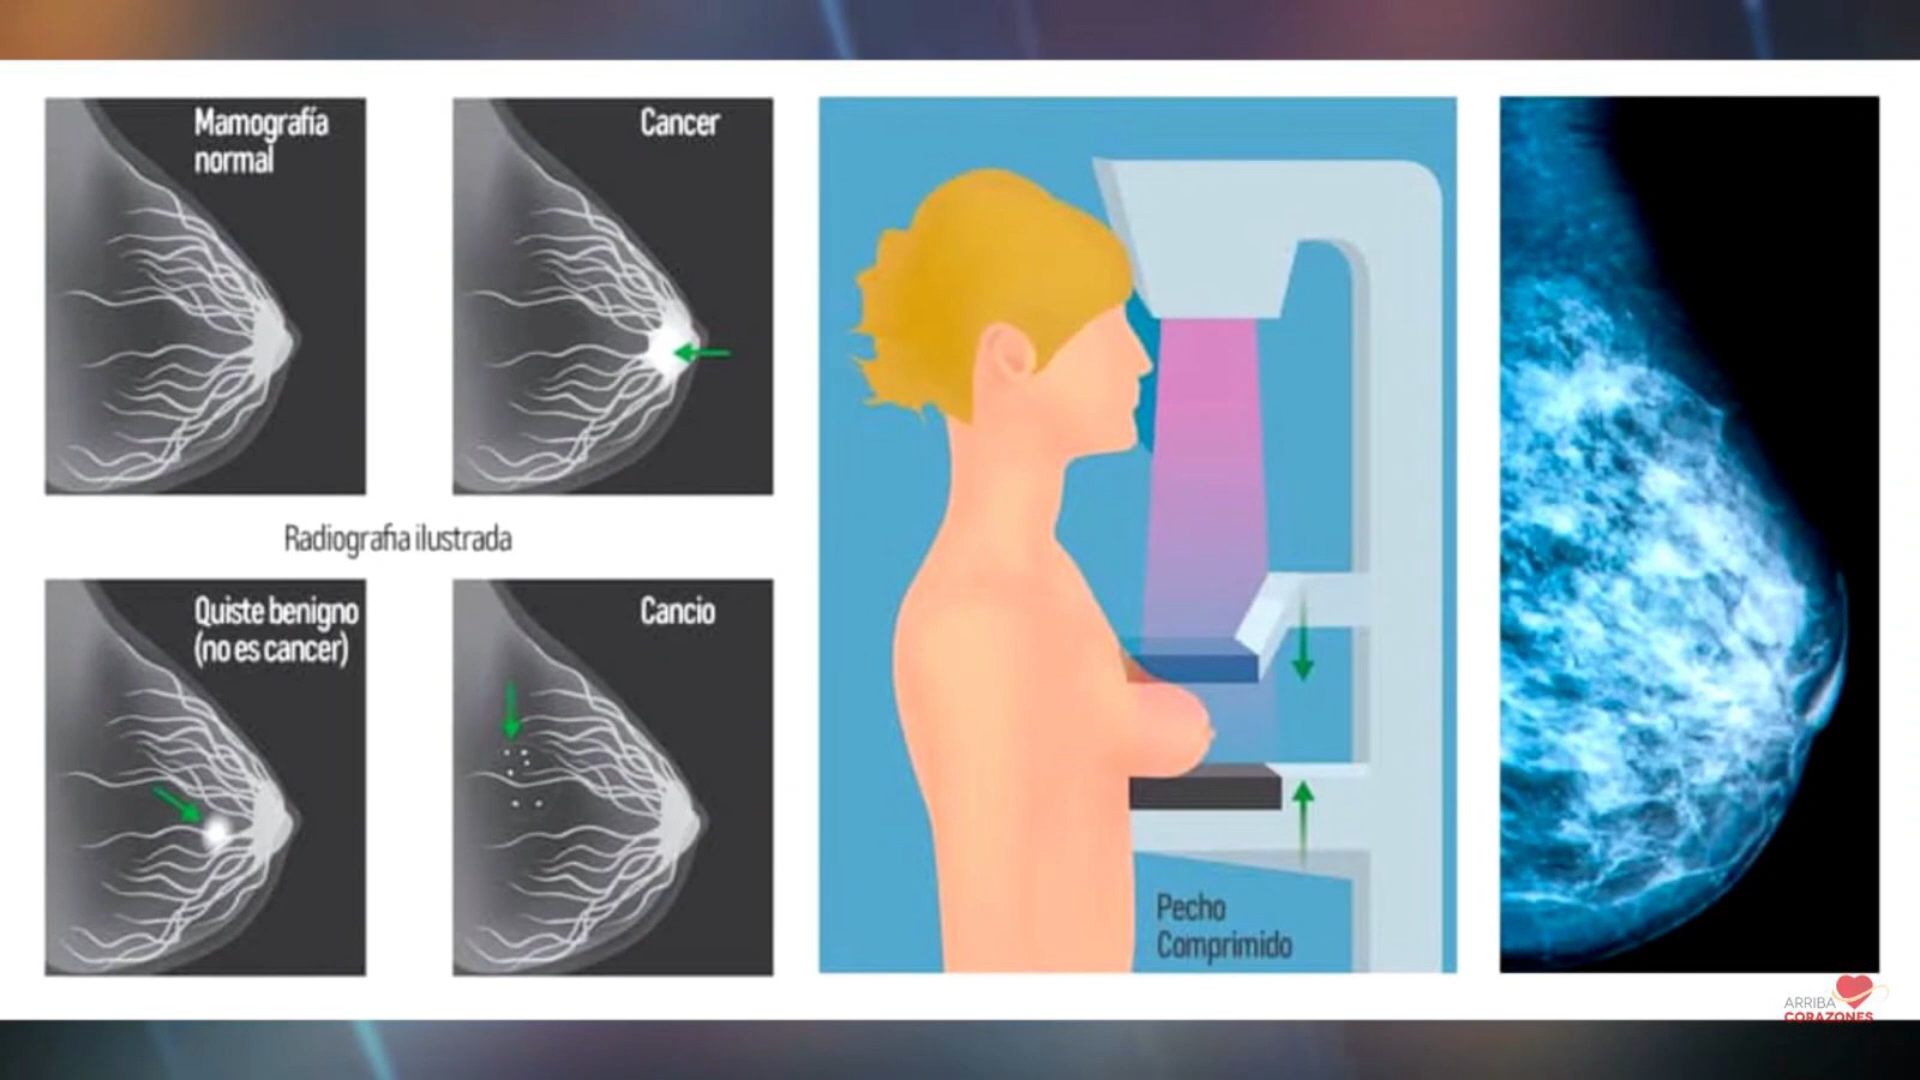 Mamografía
normal
Cancer
Radiografia ilustrada
Quiste benigno
(no es cancer)
Cancio
Pecho
Comprimido
ARRIBA
CORAZONES